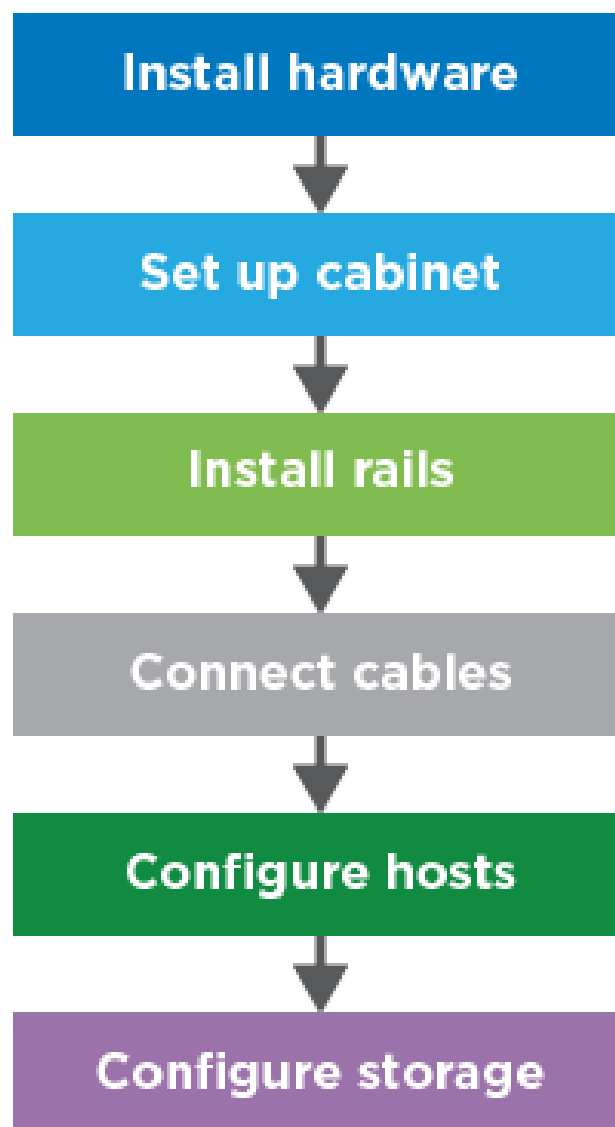 Install hardware
Set up cabinet
Install rails
Connect cables
Configure hosts
Configure storage